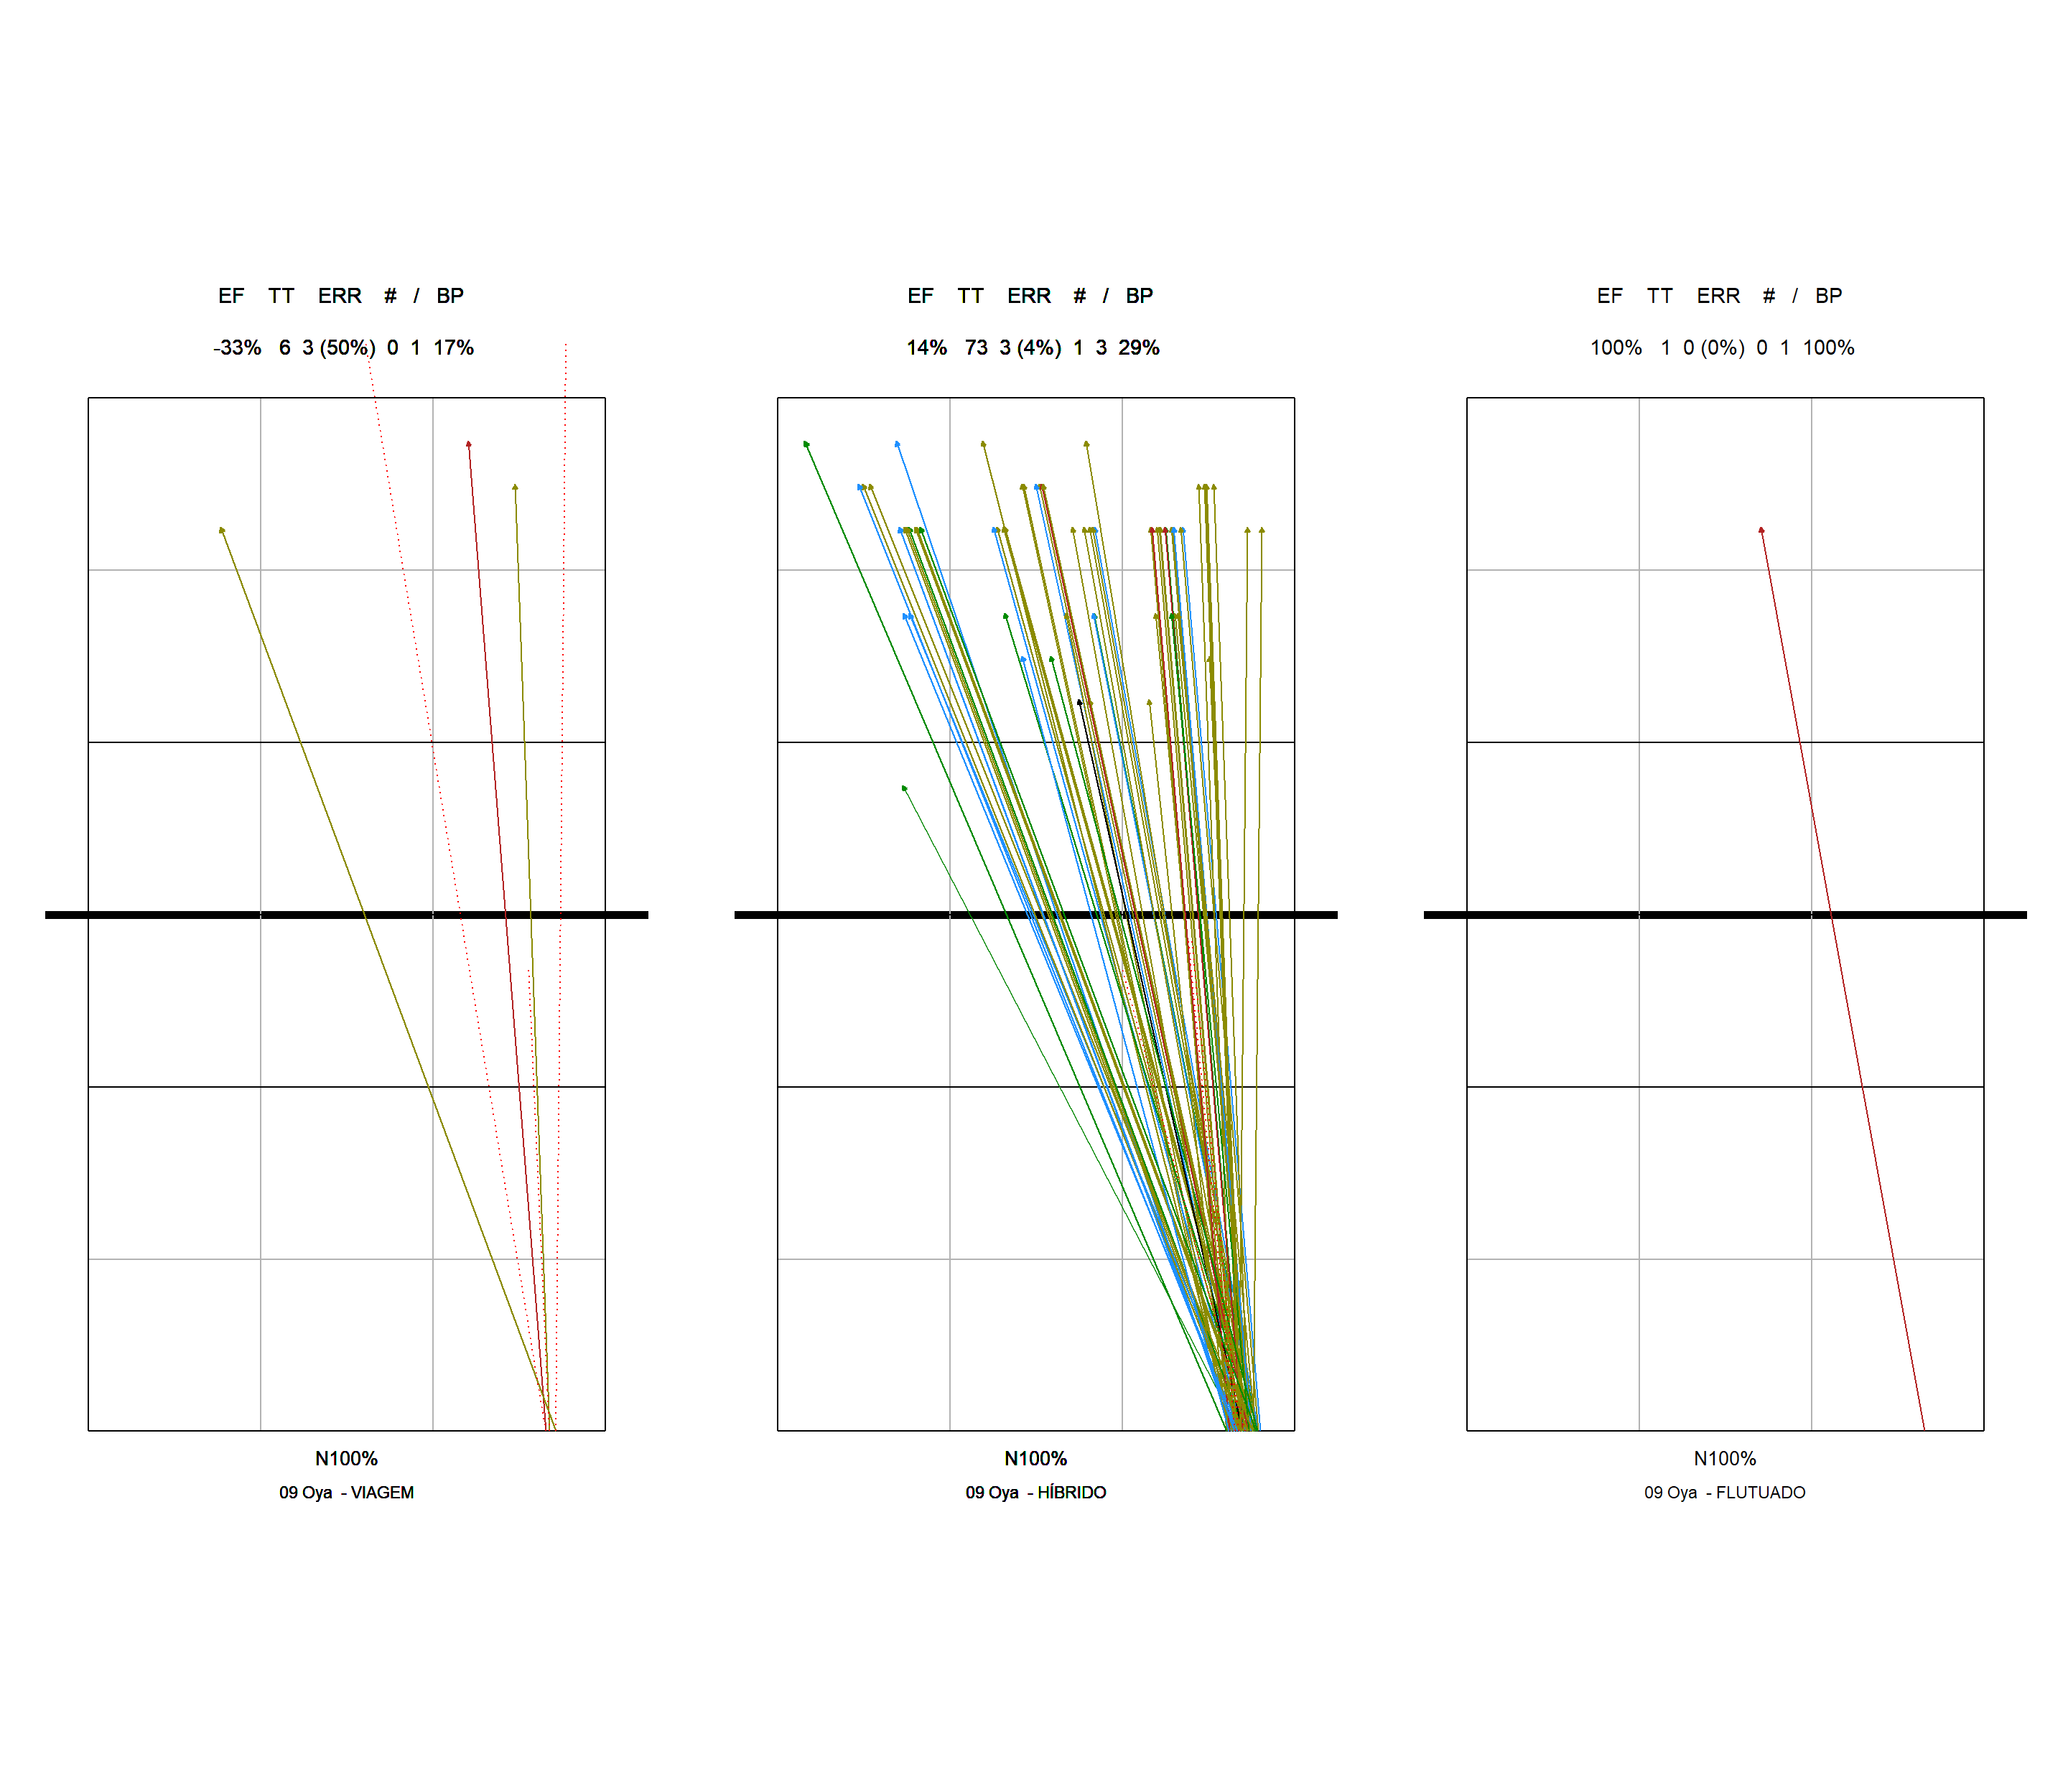 EF TT ERR # / BP
-33% 6 3 (50%) 0 1 17%
N100%
09 Oya - VIAGEM
EF TT ERR # / BP
14% 73 3 (4%) 1 3 29%
N100%
09 Oya - HÍBRIDO
EF TT ERR # / BP
100% 1 0 (0%) 0 1 100%
N100%
09 Oya - FLUTUADO